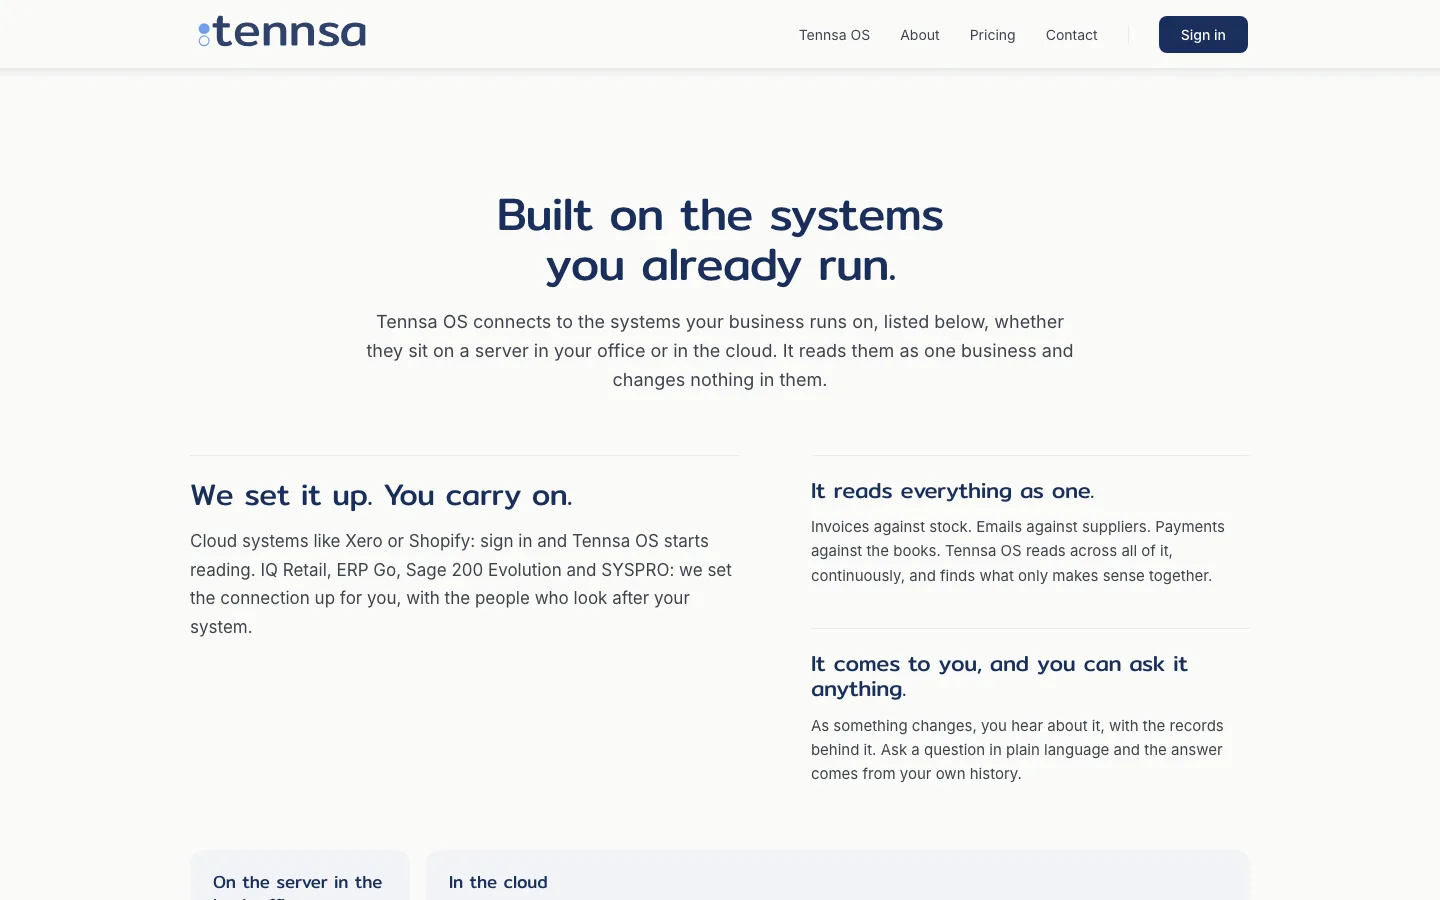 tennsa
Tennsa OS
About
Pricing
Contact
Sign in
Built on the systems
you already run.
Tennsa OS connects to the systems your business runs on, listed below, whether
they sit on a server in your office or in the cloud. It reads them as one business and
changes nothing in them.
We set it up. You carry on.
Cloud systems like Xero or Shopify: sign in and Tennsa OS starts
reading. IQ Retail, ERP Go, Sage 200 Evolution and SYSPRO: we set
the connection up for you, with the people who look after your
system.
It reads everything as one.
Invoices against stock. Emails against suppliers. Payments
against the books. Tennsa OS reads across all of it,
continuously, and finds what only makes sense together.
It comes to you, and you can ask it
anything.
As something changes, you hear about it, with the records
behind it. Ask a question in plain language and the answer
comes from your own history.
On the server in the
In the cloud